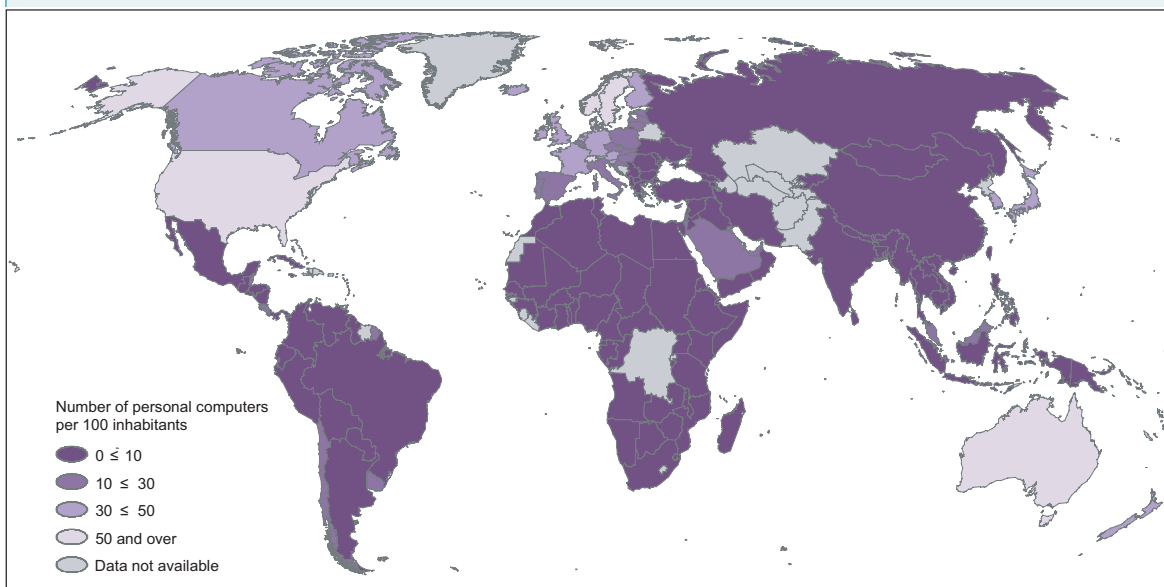 Number of personal computers
per 100 inhabitants
0 ≤ 10
10 ≤ 30
30 ≤ 50
50 and over
Data not available